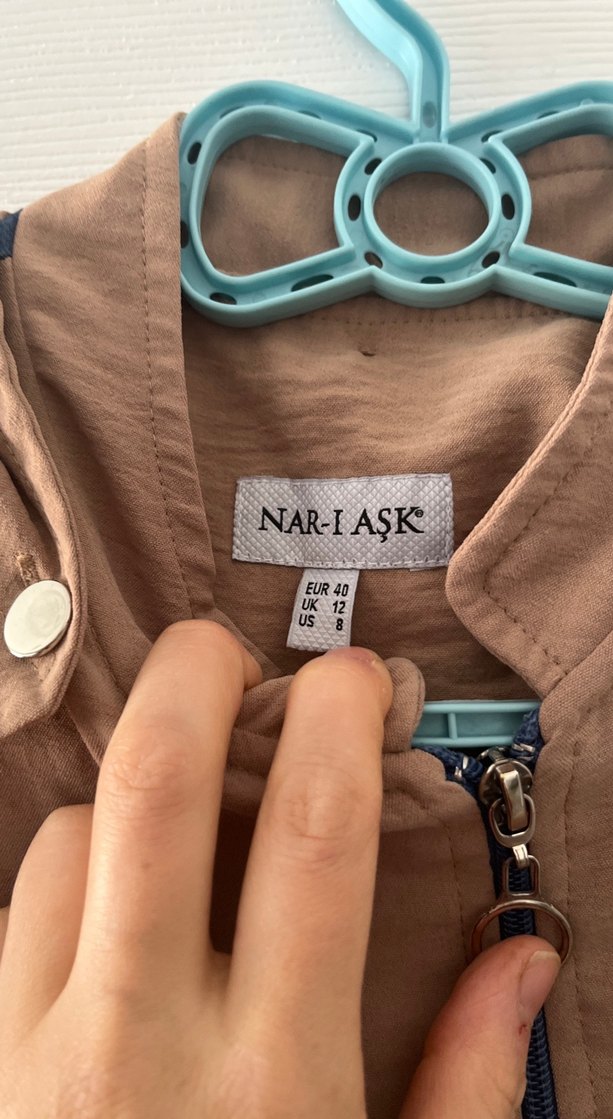 NAR-I AŞK®
EUR 40
UK 12
US 8